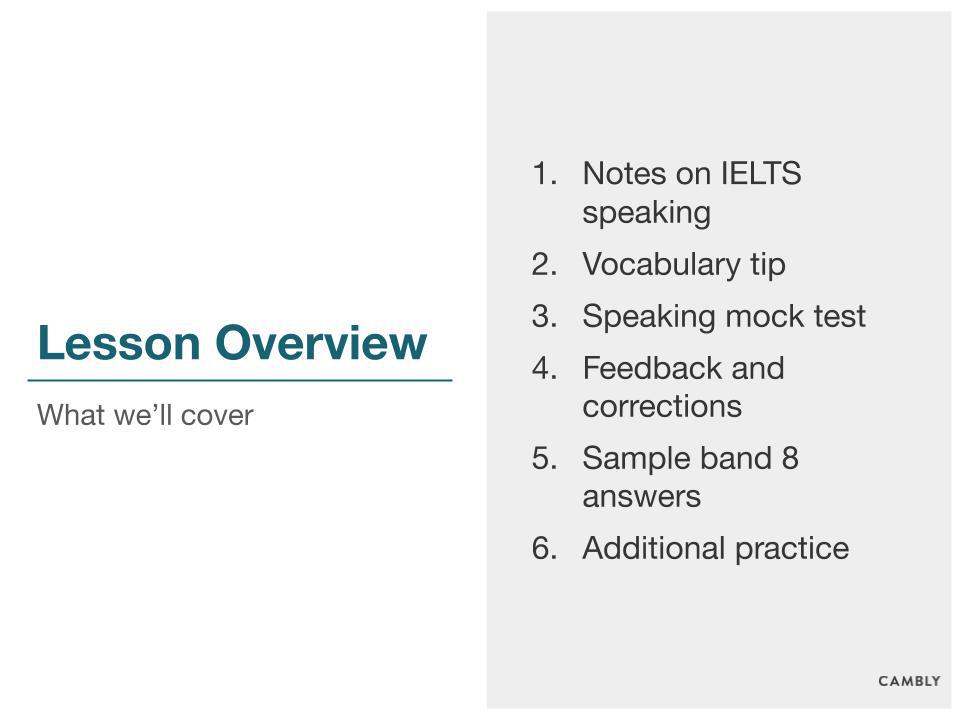 Lesson Overview
What we’ll cover
1. Notes on IELTS
speaking
2. Vocabulary tip
3. Speaking mock test
4. Feedback and
corrections
5. Sample band 8
answers
6. Additional practice
CAMBLY